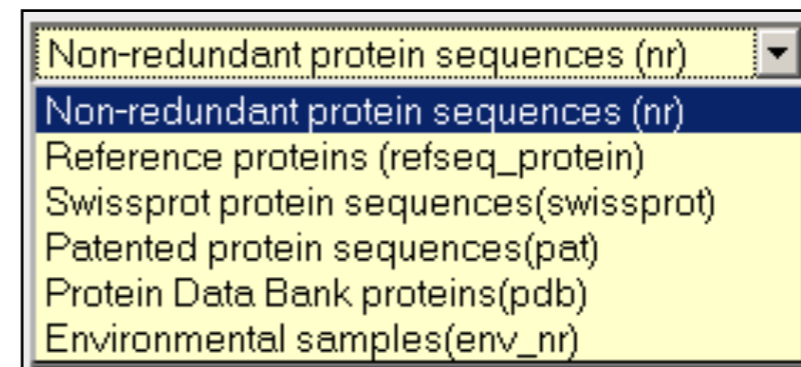 Non-redundant protein sequences (nr)
Non-redundant protein sequences (nr)
Reference proteins (refseq_protein)
Swissprot protein sequences(swissprot)
Patented protein sequences(pat)
Protein Data Bank proteins(pdb)
Environmental samples(env_nr)